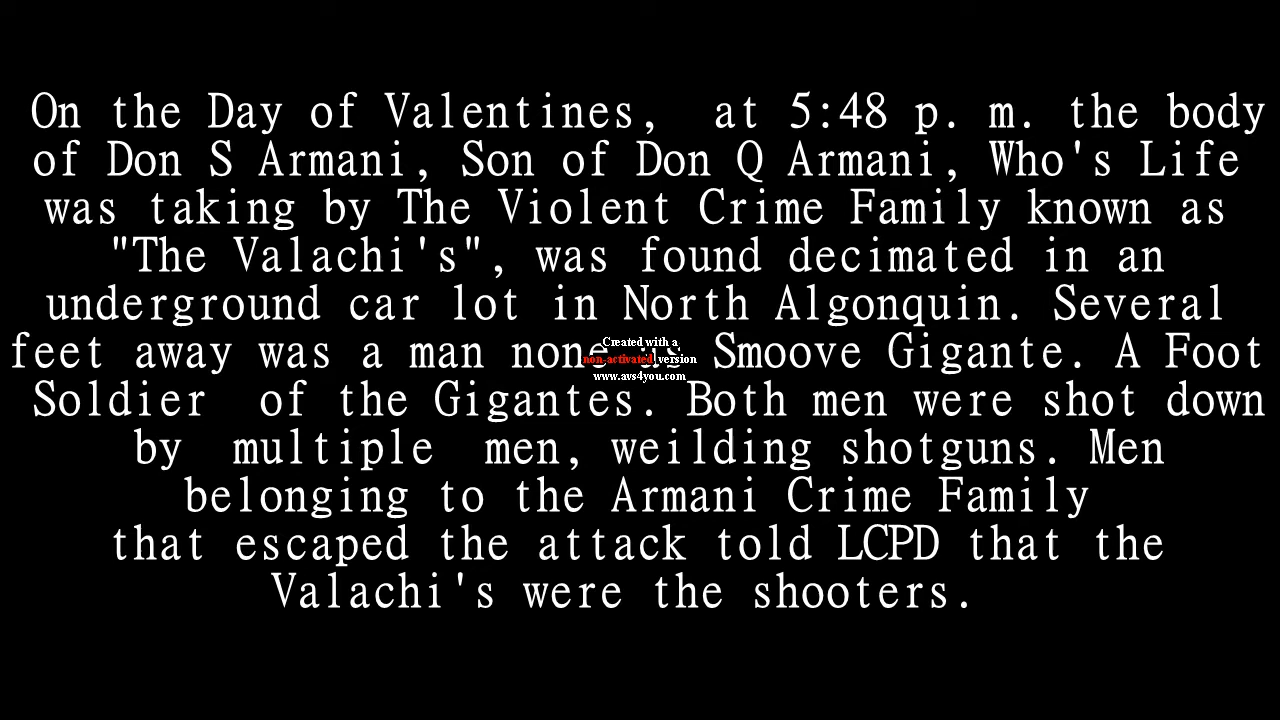 On the Day of Valentines, at 5:48 p. m. the body
of Don S Armani, Son of Don Q Armani, Who's Life
was taking by The Violent Crime Family known as
"The Valachi's", was found decimated in an
underground car lot in North Algonquin. Several
feet away was a man none as Smoove Gigante. A Foot
Soldier of the Gigantes. Both men were shot down
by multiple men, weilding shotguns. Men
belonging to the Armani Crime Family
that escaped the attack told LCPD that the
Valachi's were the shooters.
Created with a
non-activated version
www.avs4you.com